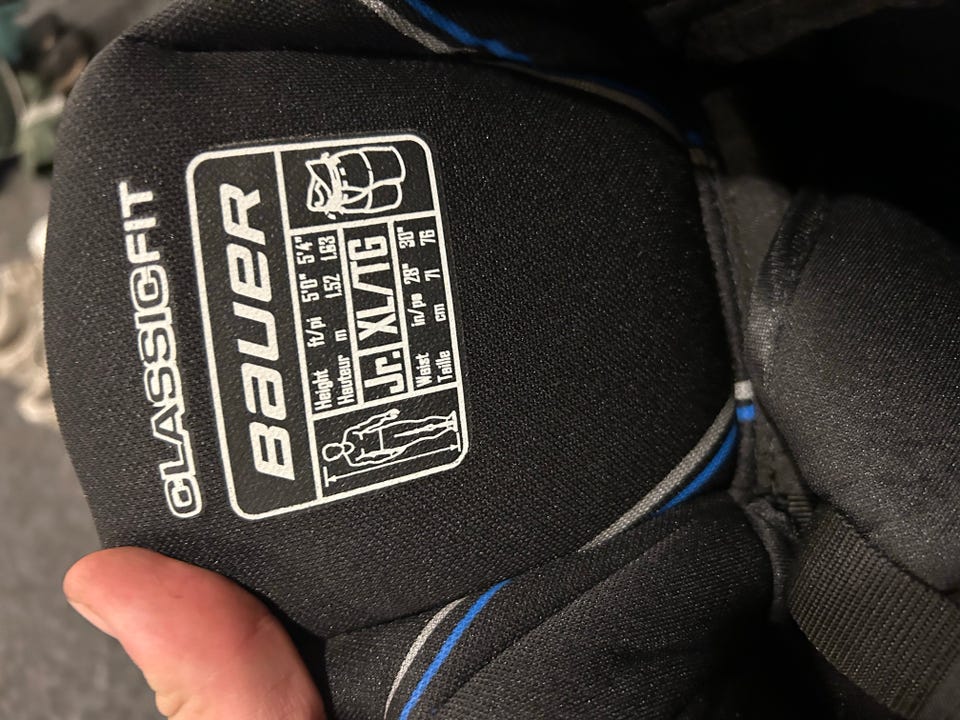 CLASSICFIT
BAUER
Height ft/pi 5'0" 5'4"
Hauteur m 1.52 1.63
Jr. XL/TG
Waist in/po 28" 30"
Taille cm 71 76